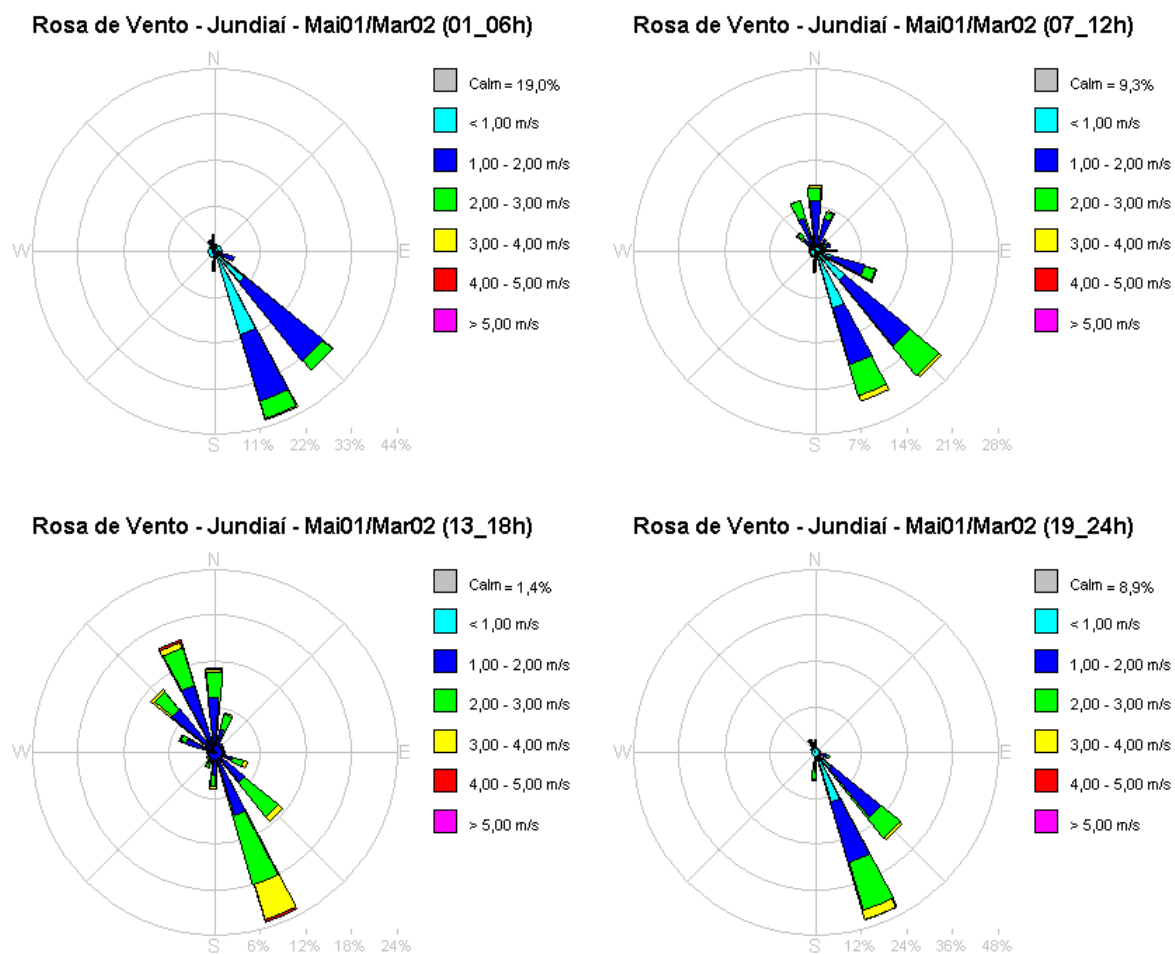 Rosa de Vento - Jundiaí - Mai01/Mar02 (01_06h)
N
W
E
S
11% 22% 33% 44%
Calm = 19,0%
< 1,00 m/s
1,00 - 2,00 m/s
2,00 - 3,00 m/s
3,00 - 4,00 m/s
4,00 - 5,00 m/s
> 5,00 m/s
Rosa de Vento - Jundiaí - Mai01/Mar02 (07_12h)
N
W
E
S
7% 14% 21% 28%
Calm = 9,3%
< 1,00 m/s
1,00 - 2,00 m/s
2,00 - 3,00 m/s
3,00 - 4,00 m/s
4,00 - 5,00 m/s
> 5,00 m/s
Rosa de Vento - Jundiaí - Mai01/Mar02 (13_18h)
N
W
E
S
6% 12% 18% 24%
Calm = 1,4%
< 1,00 m/s
1,00 - 2,00 m/s
2,00 - 3,00 m/s
3,00 - 4,00 m/s
4,00 - 5,00 m/s
> 5,00 m/s
Rosa de Vento - Jundiaí - Mai01/Mar02 (19_24h)
N
W
E
S
12% 24% 36% 48%
Calm = 8,9%
< 1,00 m/s
1,00 - 2,00 m/s
2,00 - 3,00 m/s
3,00 - 4,00 m/s
4,00 - 5,00 m/s
> 5,00 m/s